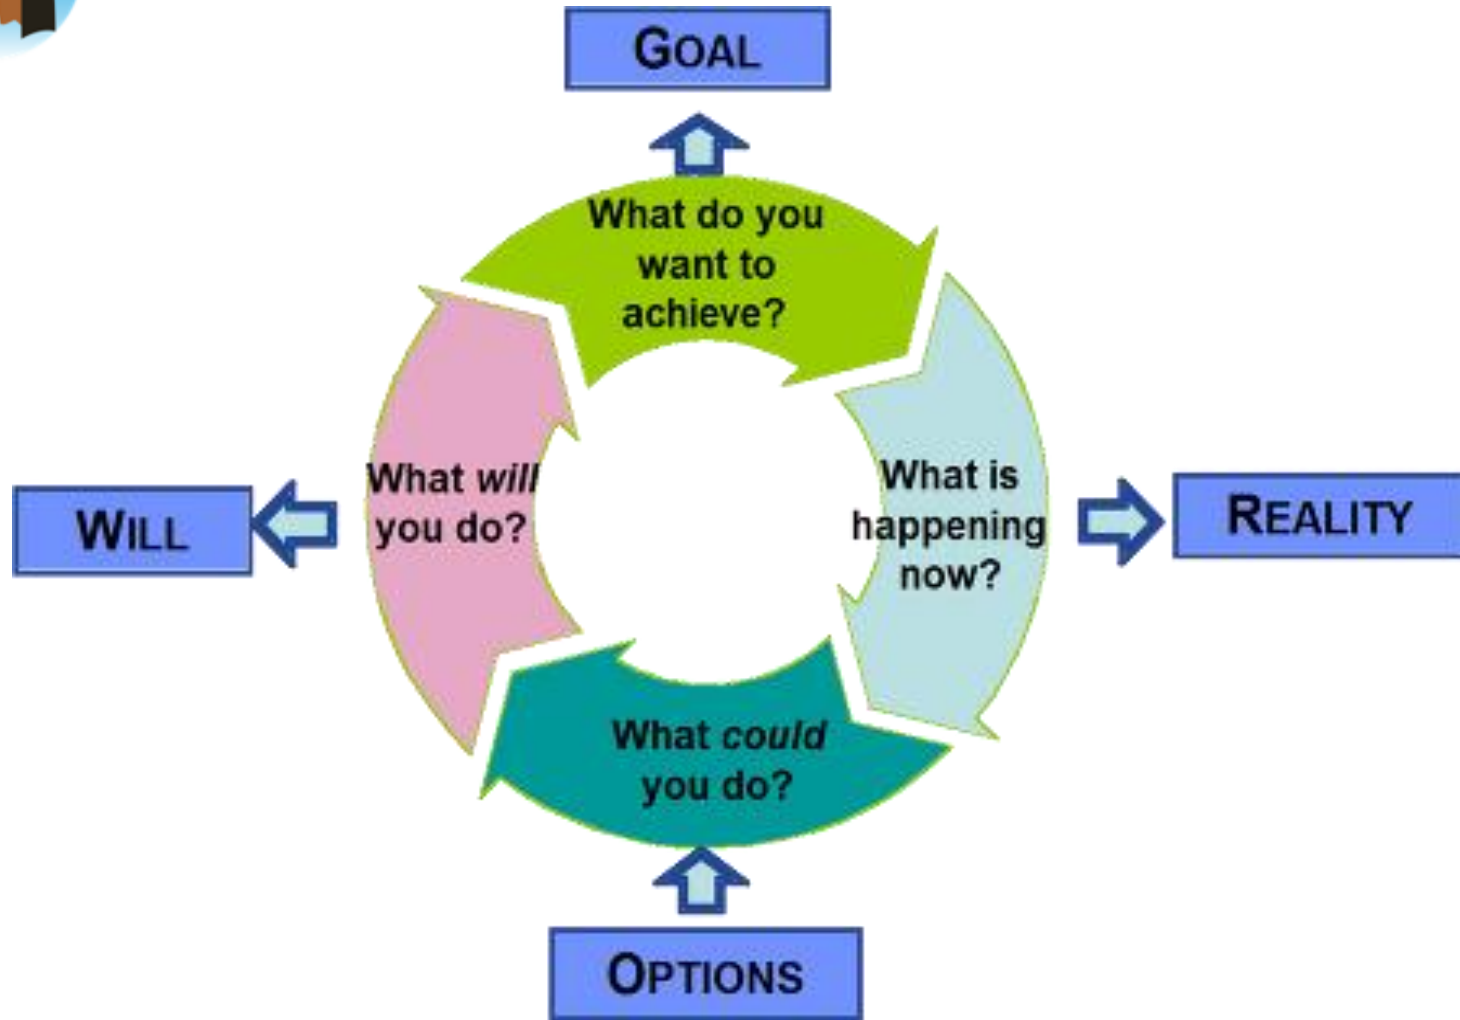 GOAL
What do you
want to
achieve?
What is
happening
now?
REALITY
What could
you do?
OPTIONS
What will
you do?
WILL